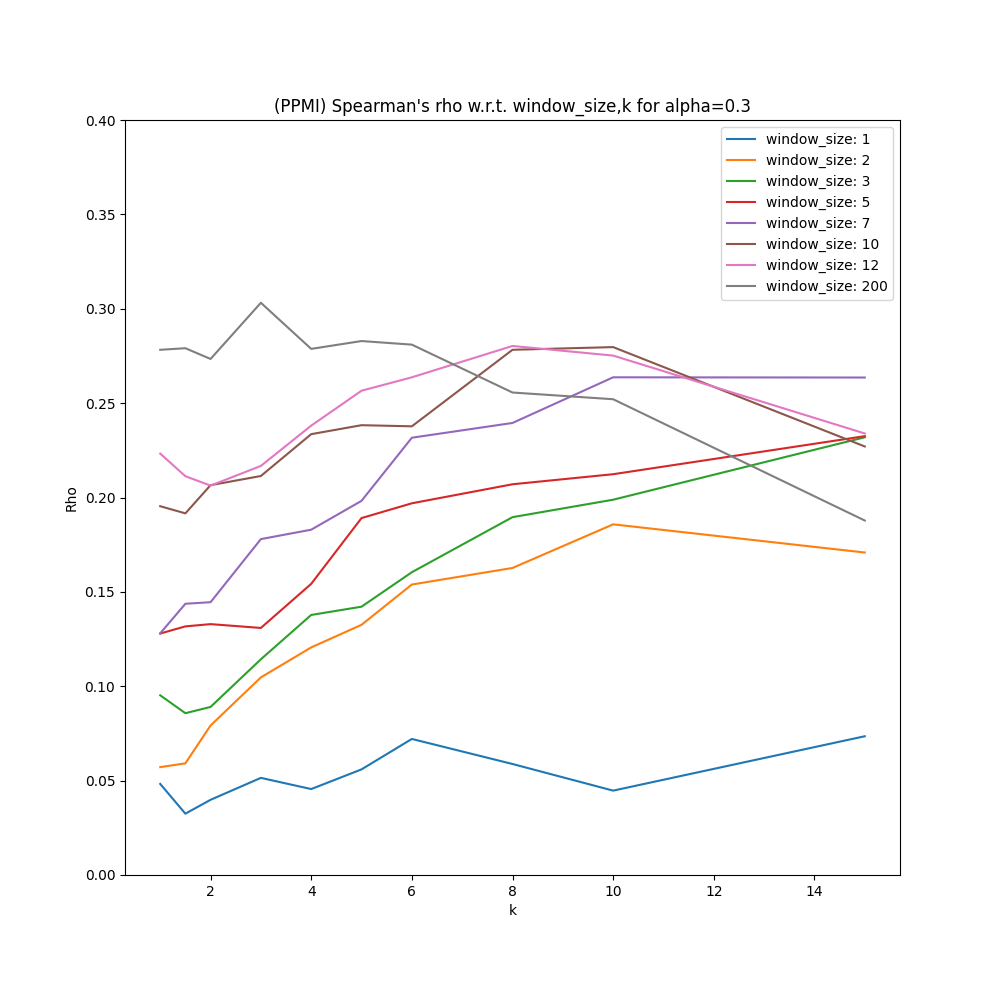 (PPMI) Spearman's rho w.r.t. window_size,k for alpha=0.3
0.40
0.35
0.30
0.25
0.20
0.15
0.10
0.05
0.00
Rho
window_size: 1
window_size: 2
window_size: 3
window_size: 5
window_size: 7
window_size: 10
window_size: 12
window_size: 200
2 4 6 8 10 12 14
k